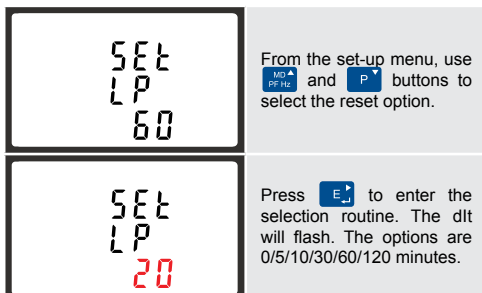 SEt
LP
60
From the set-up menu, use
MD▲ PF Hz and P▼ buttons to
select the reset option.
SEt
LP
20
Press E↵ to enter the
selection routine. The dIt
will flash. The options are
0/5/10/30/60/120 minutes.